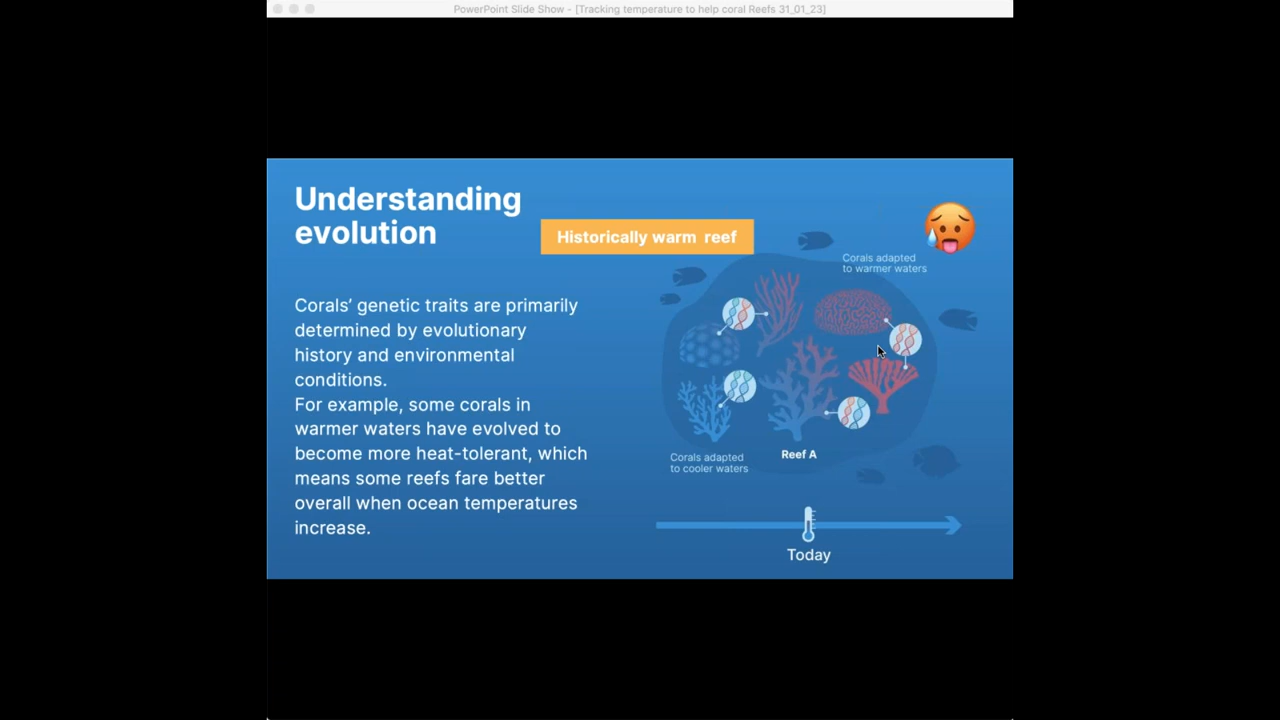 PowerPoint Slide Show - [Tracking temperature to help coral Reefs 31_01_23]
Understanding
evolution
Historically warm reef
Corals’ genetic traits are primarily
determined by evolutionary
history and environmental
conditions.
For example, some corals in
warmer waters have evolved to
become more heat-tolerant, which
means some reefs fare better
overall when ocean temperatures
increase.
Corals adapted
to warmer waters
Corals adapted
to cooler waters
Reef A
Today